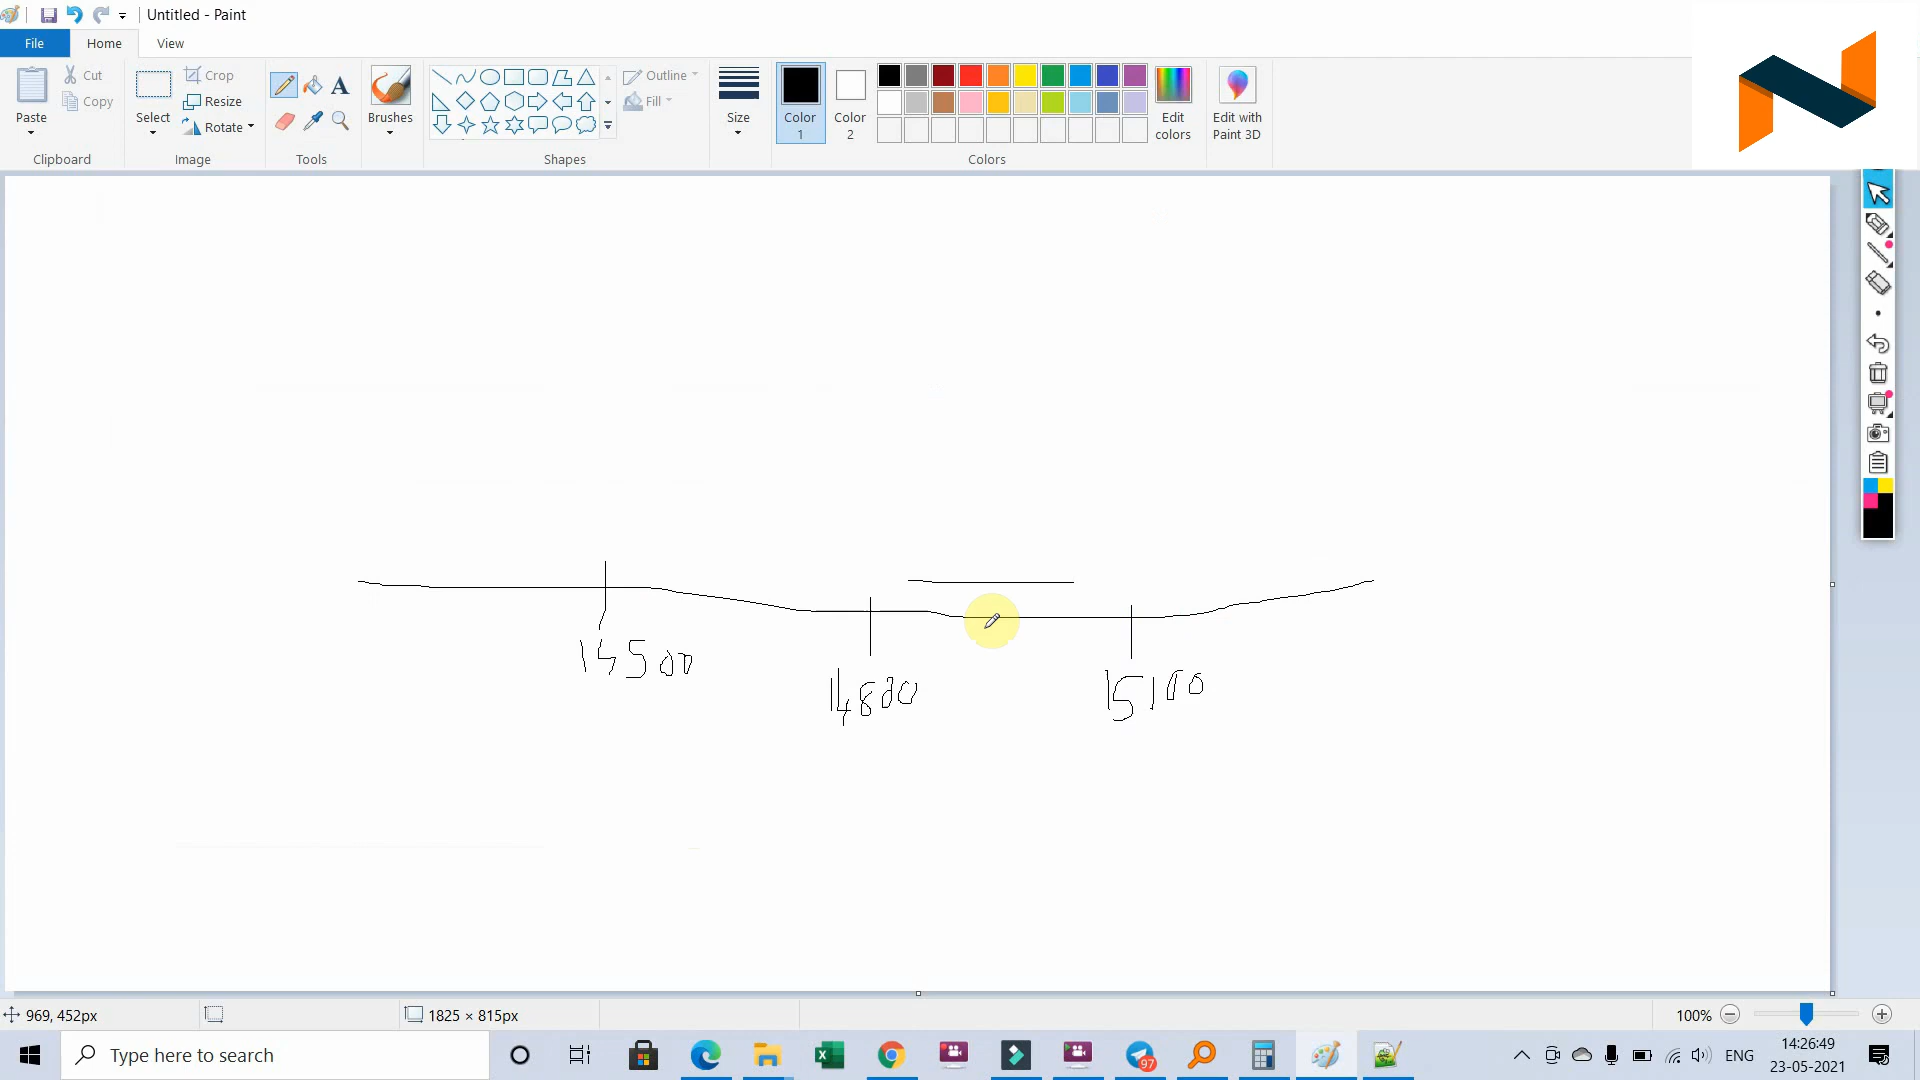 Untitled - Paint
File Home View
Cut
Copy
Paste
Clipboard
Crop
Resize
Rotate
Select
Image
Tools
Brushes
Outline
Fill
Shapes
Size
Color 1
Color 2
Edit colors
Edit with Paint 3D
Colors
14500
14800
15100
969, 452px
1825 × 815px
100%
Type here to search
97
ENG
14:26:49
23-05-2021